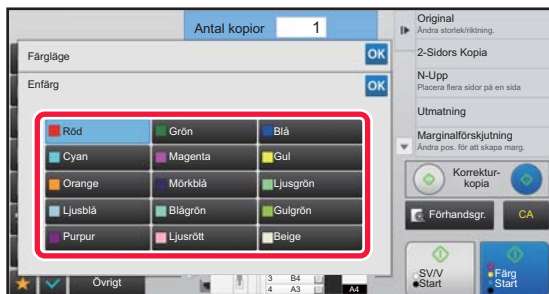 Antal kopior 1
Färgläge OK
Enfärg OK
Röd Grön Blå
Cyan Magenta Gul
Orange Mörkblå Ljusgrön
Ljusblå Blågrön Gulgrön
Purpur Ljusrött Beige
Övrigt
3 B4
4 A3
A4
Original
Ändra storlek/riktning.
2-Sidors Kopia
N-Upp
Placera flera sidor på en sida
Utmatning
Marginalförskjutning
Ändra pos. för att skapa marg.
Korrektur-
kopia
Förhandsgr. CA
SV/V
Start
Färg
Start